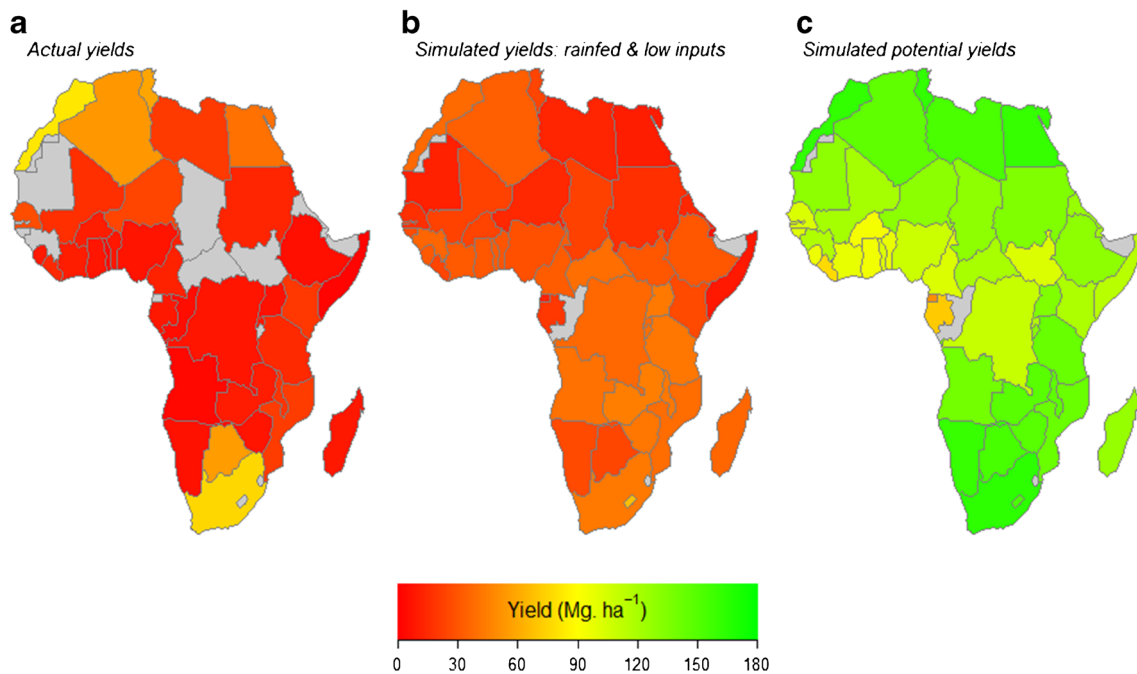 a
Actual yields
b
Simulated yields: rainfed & low inputs
c
Simulated potential yields
Yield (Mg. ha⁻¹)
0 30 60 90 120 150 180